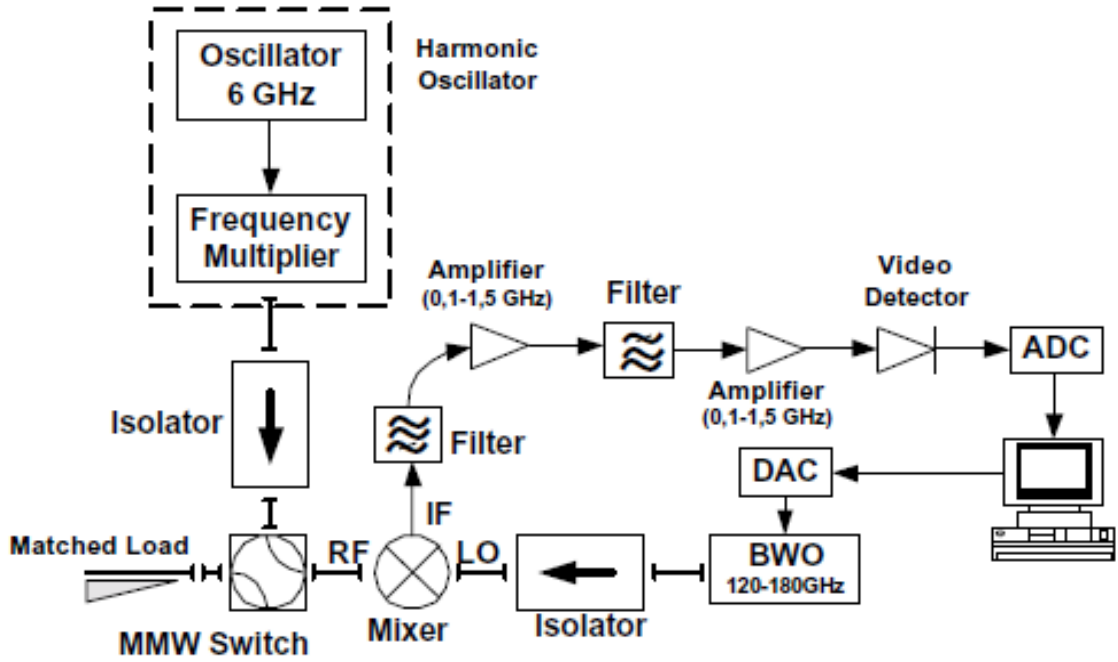 Oscillator
6 GHz
Harmonic
Oscillator
Frequency
Multiplier
Amplifier
(0,1-1,5 GHz)
Filter
Video
Detector
ADC
Isolator
Filter
Amplifier
(0,1-1,5 GHz)
DAC
IF
Matched Load
RF
LO
BWO
120-180GHz
Mixer
Isolator
MMW Switch